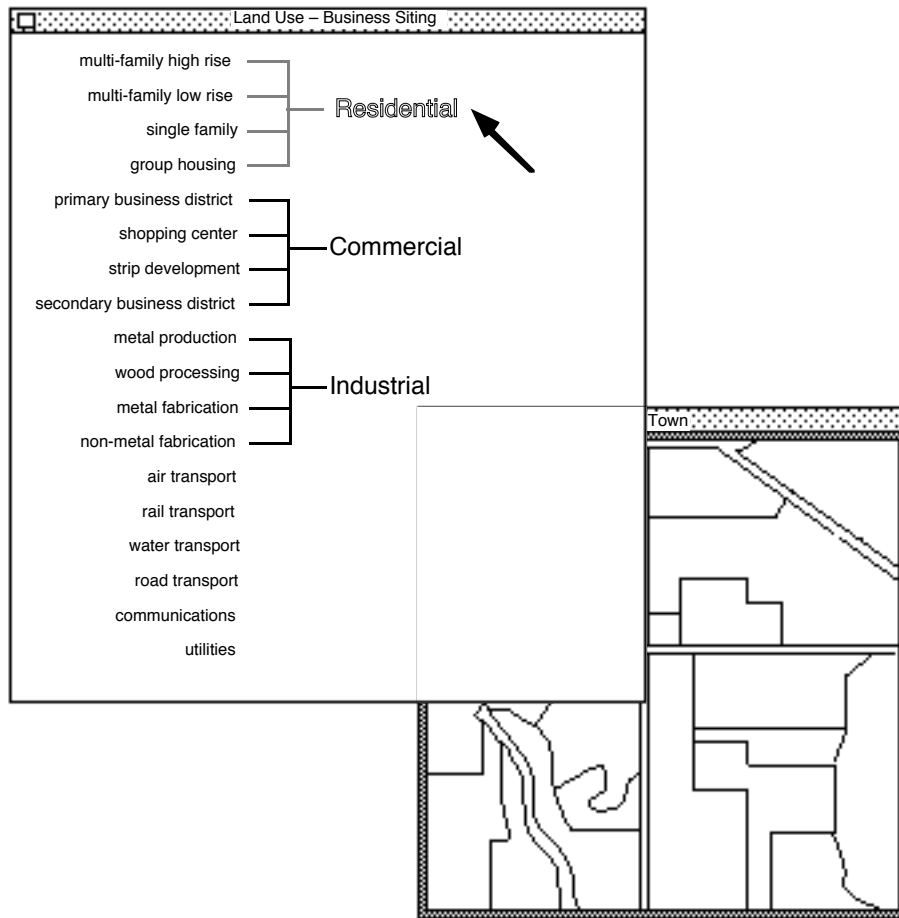 Land Use – Business Siting
multi-family high rise
multi-family low rise
Residential
single family
group housing
primary business district
shopping center
Commercial
strip development
secondary business district
metal production
wood processing
Industrial
metal fabrication
non-metal fabrication
air transport
rail transport
water transport
road transport
communications
utilities
Town